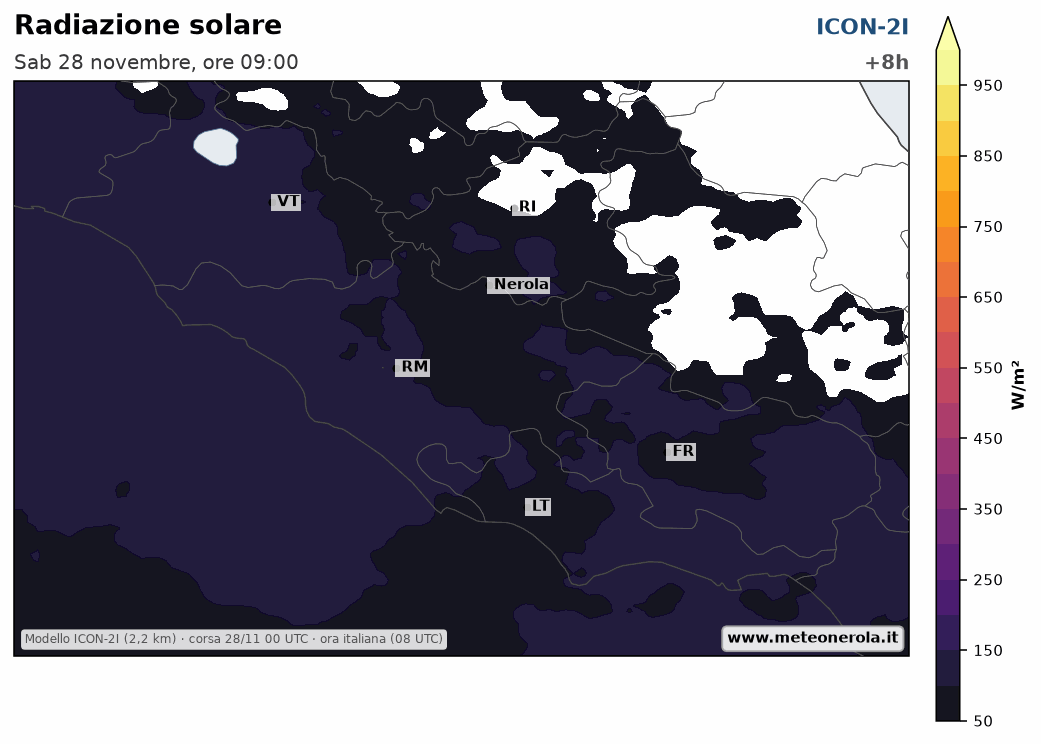 Radiazione solare
ICON-2I
Sab 28 novembre, ore 09:00
+8h
VT
RI
Nerola
RM
FR
LT
950
850
750
650
550
450
350
250
150
50
W/m²
Modello ICON-2I (2,2 km) · corsa 28/11 00 UTC · ora italiana (08 UTC)
www.meteonerola.it